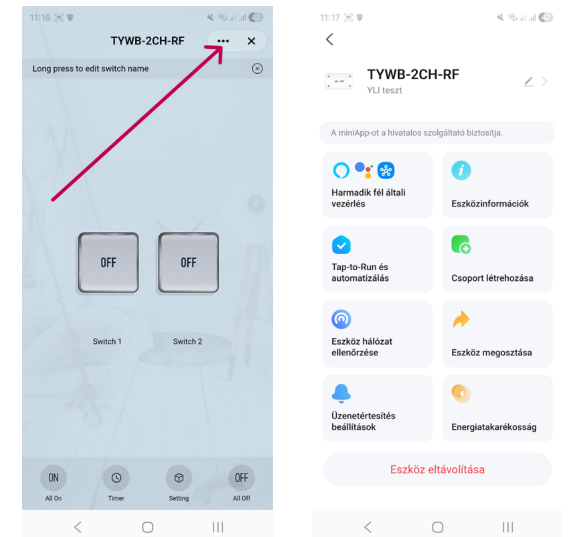 11:16
TYWB-2CH-RF
Long press to edit switch name
OFF
OFF
Switch 1
Switch 2
ON
OFF
All On
Timer
Setting
All Off
11:17
TYWB-2CH-RF
YLI teszt
A miniApp-ot a hivatalos szolgáltató biztosítja.
Harmadik fél általi
vezérlés
Eszközinformációk
Tap-to-Run és
automatizálás
Csoport létrehozása
Eszköz hálózat
ellenőrzése
Eszköz megosztása
Üzenetértesítés
beállítások
Energiatakarékosság
Eszköz eltávolítása